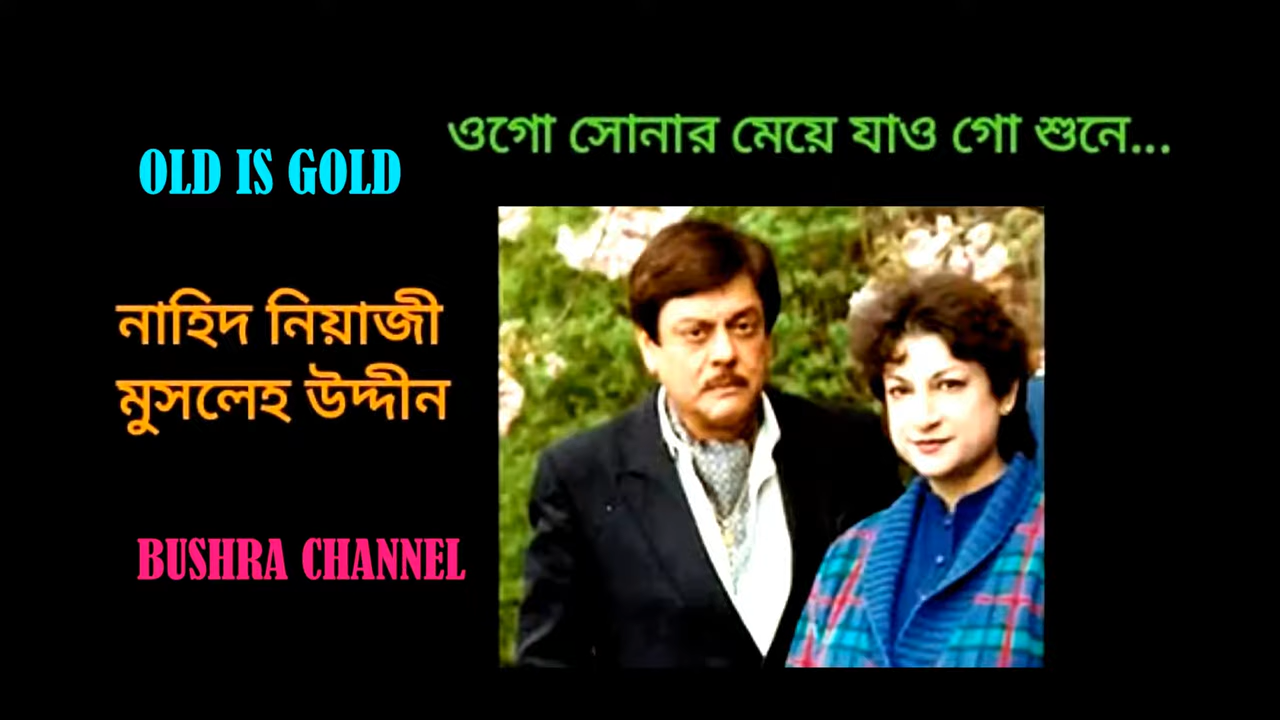 ওগো সোনার মেয়ে যাও গো শুনে...
OLD IS GOLD
নাহিদ নিয়াজী
মুসলেহ উদ্দীন
BUSHRA CHANNEL